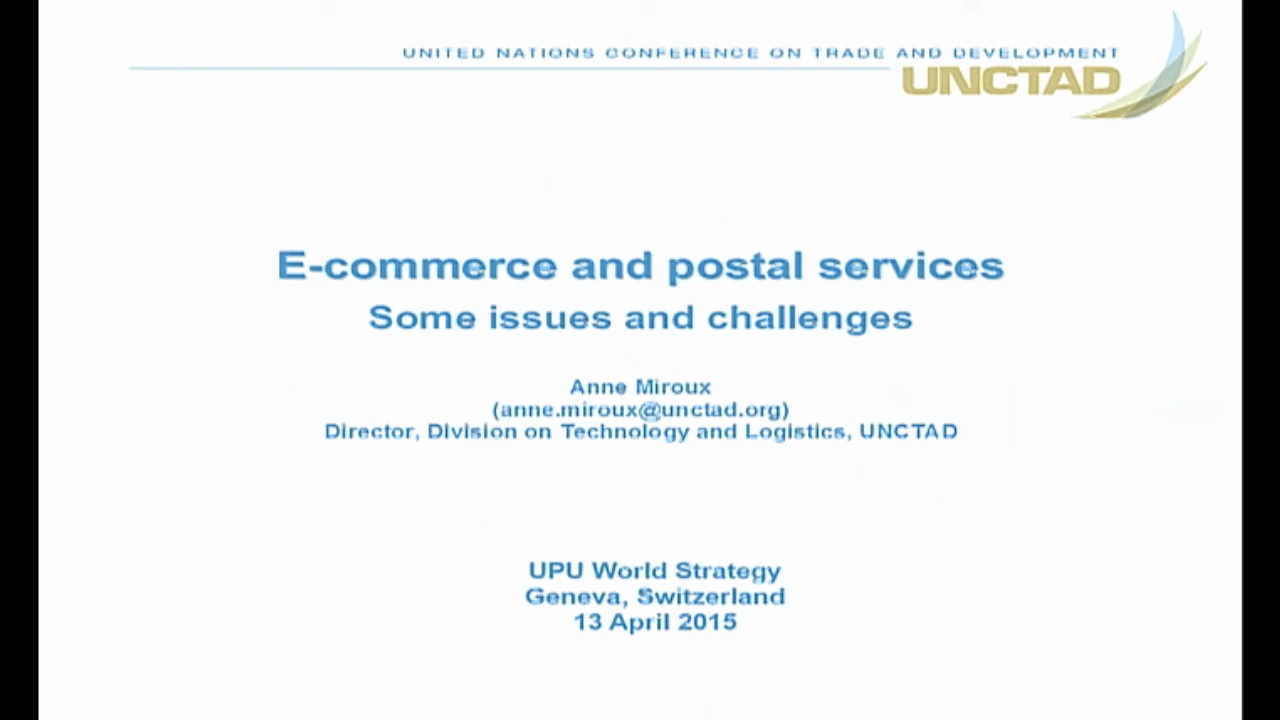 UNITED NATIONS CONFERENCE ON TRADE AND DEVELOPMENT
UNCTAD
E-commerce and postal services
Some issues and challenges
Anne Miroux
(anne.miroux@unctad.org)
Director, Division on Technology and Logistics, UNCTAD
UPU World Strategy
Geneva, Switzerland
13 April 2015